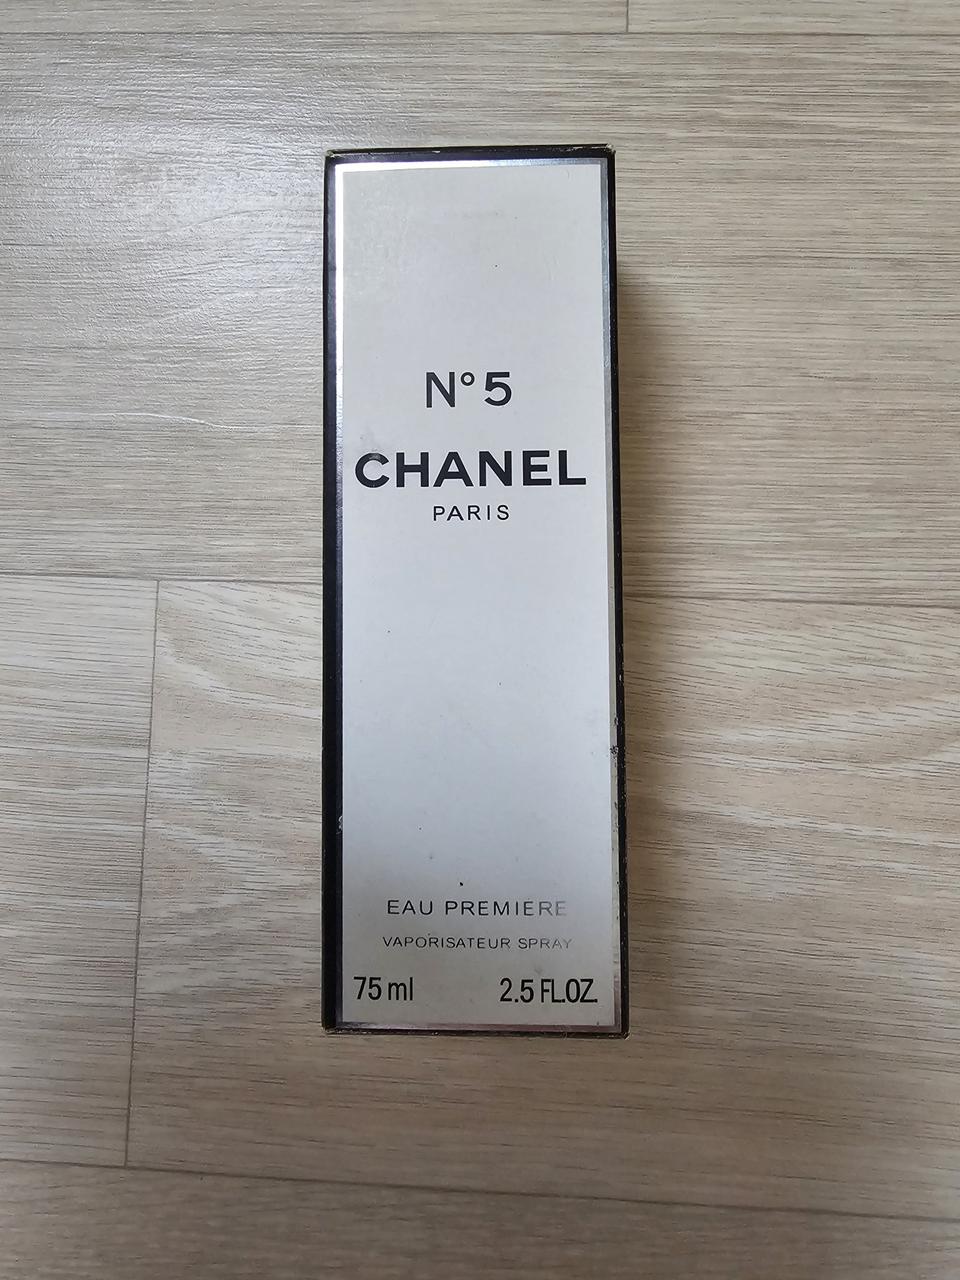 N° 5
CHANEL
PARIS
EAU PREMIERE
VAPORISATEUR SPRAY
75 ml 2.5 FL.OZ.